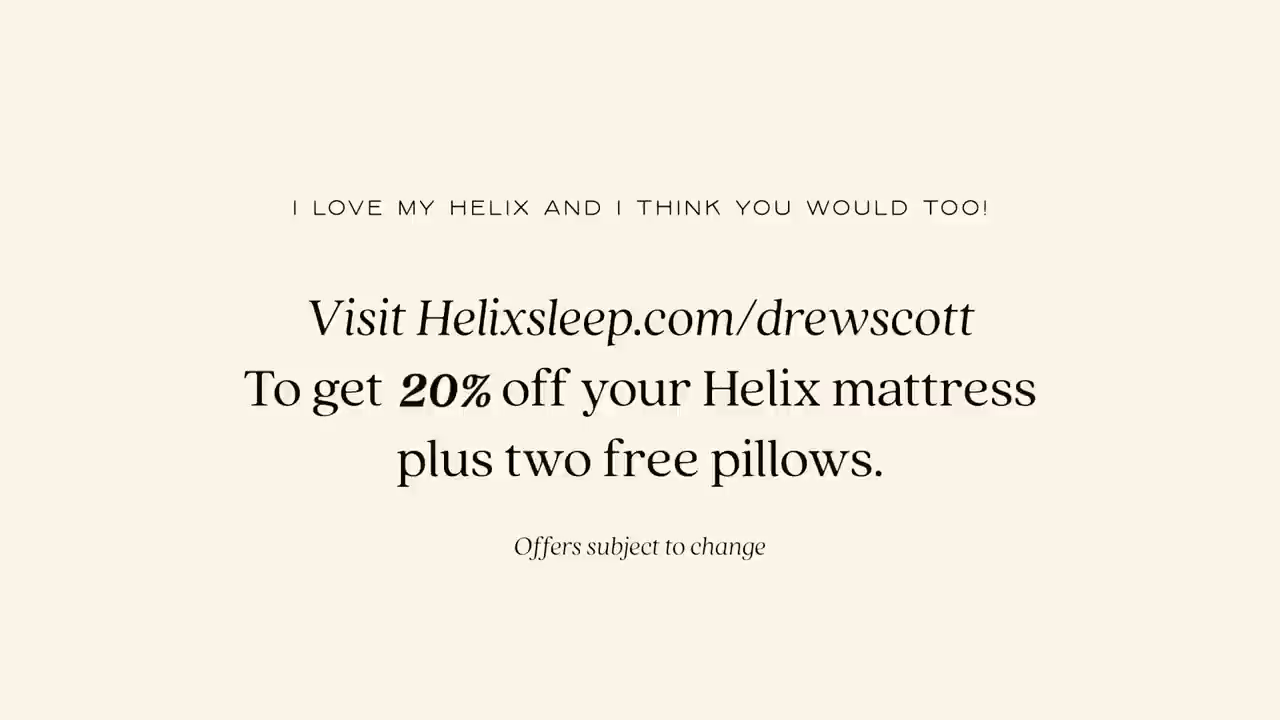 I LOVE MY HELIX AND I THINK YOU WOULD TOO!
Visit Helixsleep.com/drewscott
To get 20% off your Helix mattress
plus two free pillows.
Offers subject to change